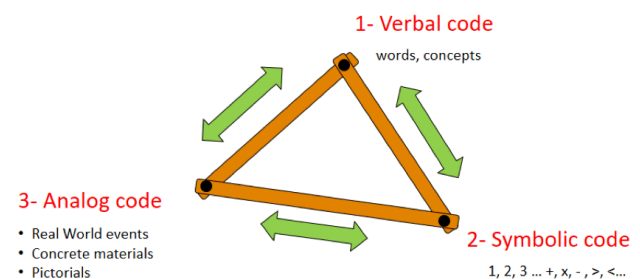 1- Verbal code
words, concepts
3- Analog code
• Real World events
• Concrete materials
• Pictorials
2- Symbolic code
1, 2, 3 ... +, x, - , >, <...